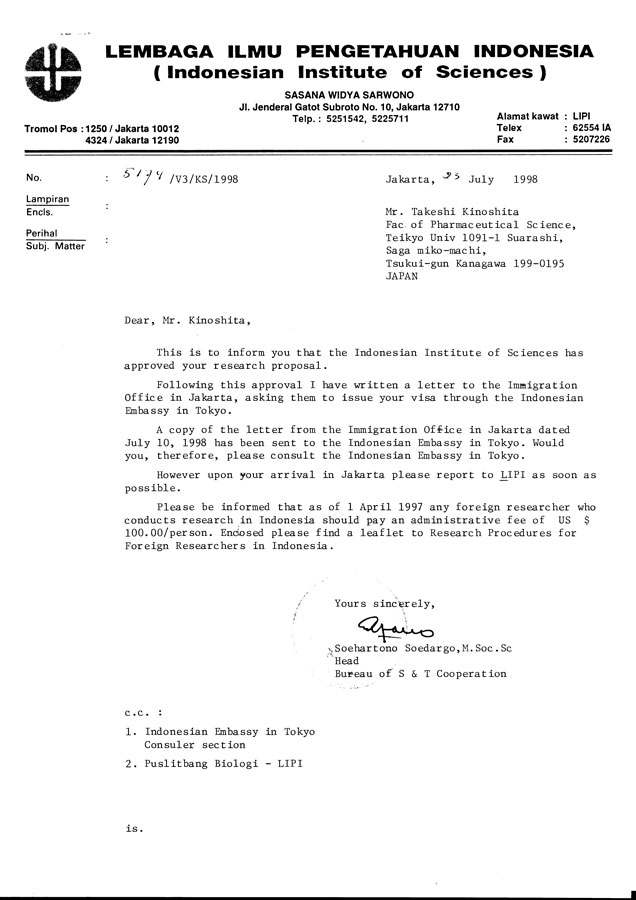 LEMBAGA ILMU PENGETAHUAN INDONESIA
( Indonesian Institute of Sciences )
SASANA WIDYA SARWONO
Jl. Jenderal Gatot Subroto No. 10, Jakarta 12710
Telp. : 5251542, 5225711
Tromol Pos : 1250 / Jakarta 10012
4324 / Jakarta 12190
Alamat kawat : LIPI
Telex : 62554 IA
Fax : 5207226
No. : 5194 /V3/KS/1998
Jakarta, 23 July 1998
Lampiran
Encls. :
Perihal
Subj. Matter :
Mr. Takeshi Kinoshita
Fac of Pharmaceutical Science,
Teikyo Univ 1091-1 Suarashi,
Saga miko-machi,
Tsukui-gun Kanagawa 199-0195
JAPAN
Dear, Mr. Kinoshita,
This is to inform you that the Indonesian Institute of Sciences has
approved your research proposal.
Following this approval I have written a letter to the Immigration
Office in Jakarta, asking them to issue your visa through the Indonesian
Embassy in Tokyo.
A copy of the letter from the Immigration Office in Jakarta dated
July 10, 1998 has been sent to the Indonesian Embassy in Tokyo. Would
you, therefore, please consult the Indonesian Embassy in Tokyo.
However upon your arrival in Jakarta please report to LIPI as soon as
possible.
Please be informed that as of 1 April 1997 any foreign researcher who
conducts research in Indonesia should pay an administrative fee of US $
100.00/person. Encosed please find a leaflet to Research Procedures for
Foreign Researchers in Indonesia.
Yours sincerely,
Soehartono Soedargo,M.Soc.Sc
Head
Bureau of S & T Cooperation
c.c. :
1. Indonesian Embassy in Tokyo
Consuler section
2. Puslitbang Biologi - LIPI
is.